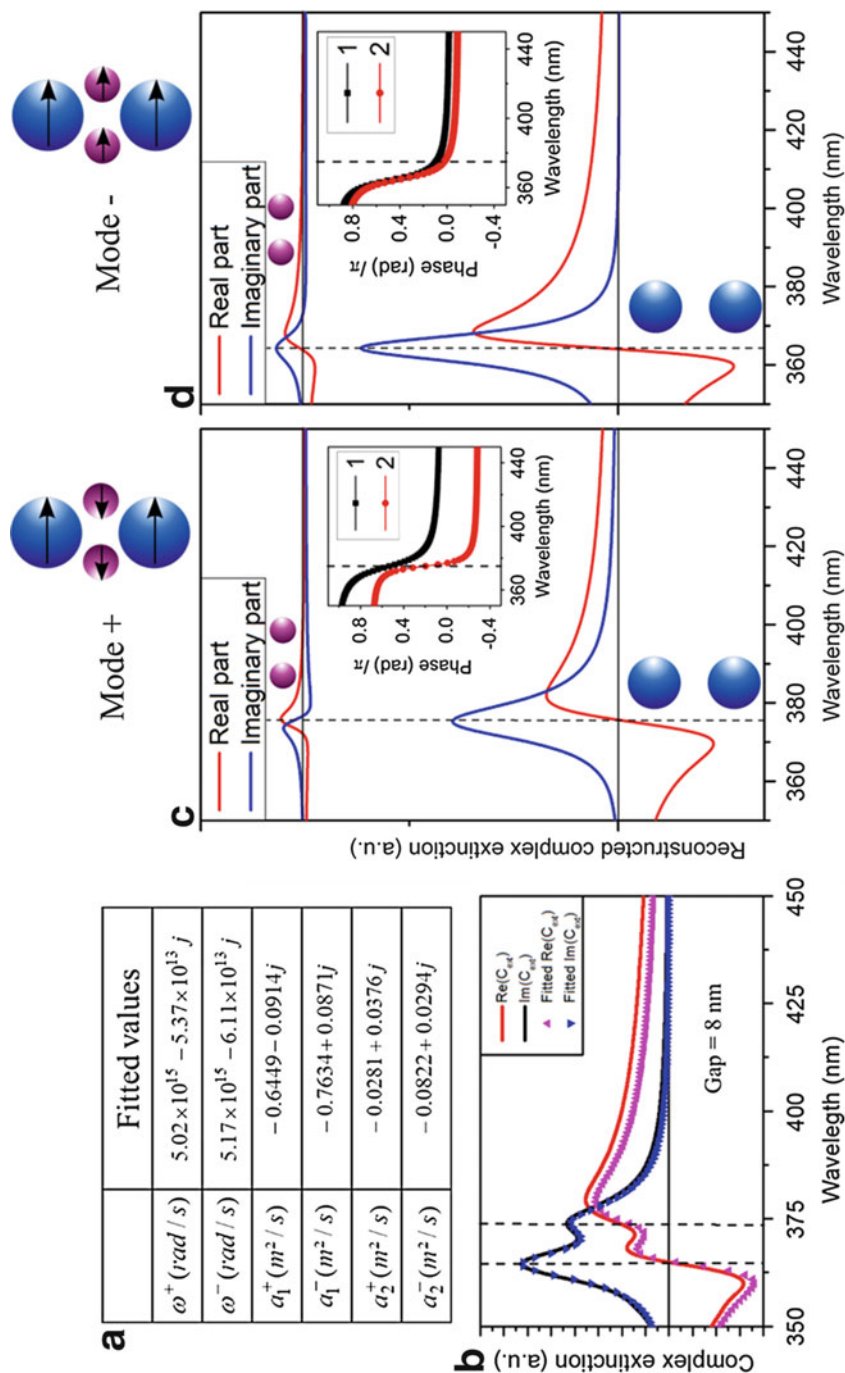 a
Fitted values
ω⁺ (rad / s) 5.02×10¹⁵ − 5.37×10¹³ j
ω⁻ (rad / s) 5.17×10¹⁵ − 6.11×10¹³ j
a₁⁺ (m² / s) − 0.6449 − 0.0914 j
a₁⁻ (m² / s) − 0.7634 + 0.0871 j
a₂⁺ (m² / s) − 0.0281 + 0.0376 j
a₂⁻ (m² / s) − 0.0822 + 0.0294 j
b
Complex extinction (a.u.)
Re(C_ext)
Im(C_ext)
Fitted Re(C_ext)
Fitted Im(C_ext)
Gap = 8 nm
350 375 400 425 450
Wavelegth (nm)
Mode +
c
Real part
Imaginary part
Reconstructed complex extinction (a.u.)
1
2
Phase (rad) /π
0.8
0.4
0.0
-0.4
360 400 440
Wavelength (nm)
360 380 400 420 440
Wavelength (nm)
Mode -
d
Real part
Imaginary part
1
2
Phase (rad) /π
0.8
0.4
0.0
-0.4
360 400 440
Wavelength (nm)
360 380 400 420 440
Wavelength (nm)